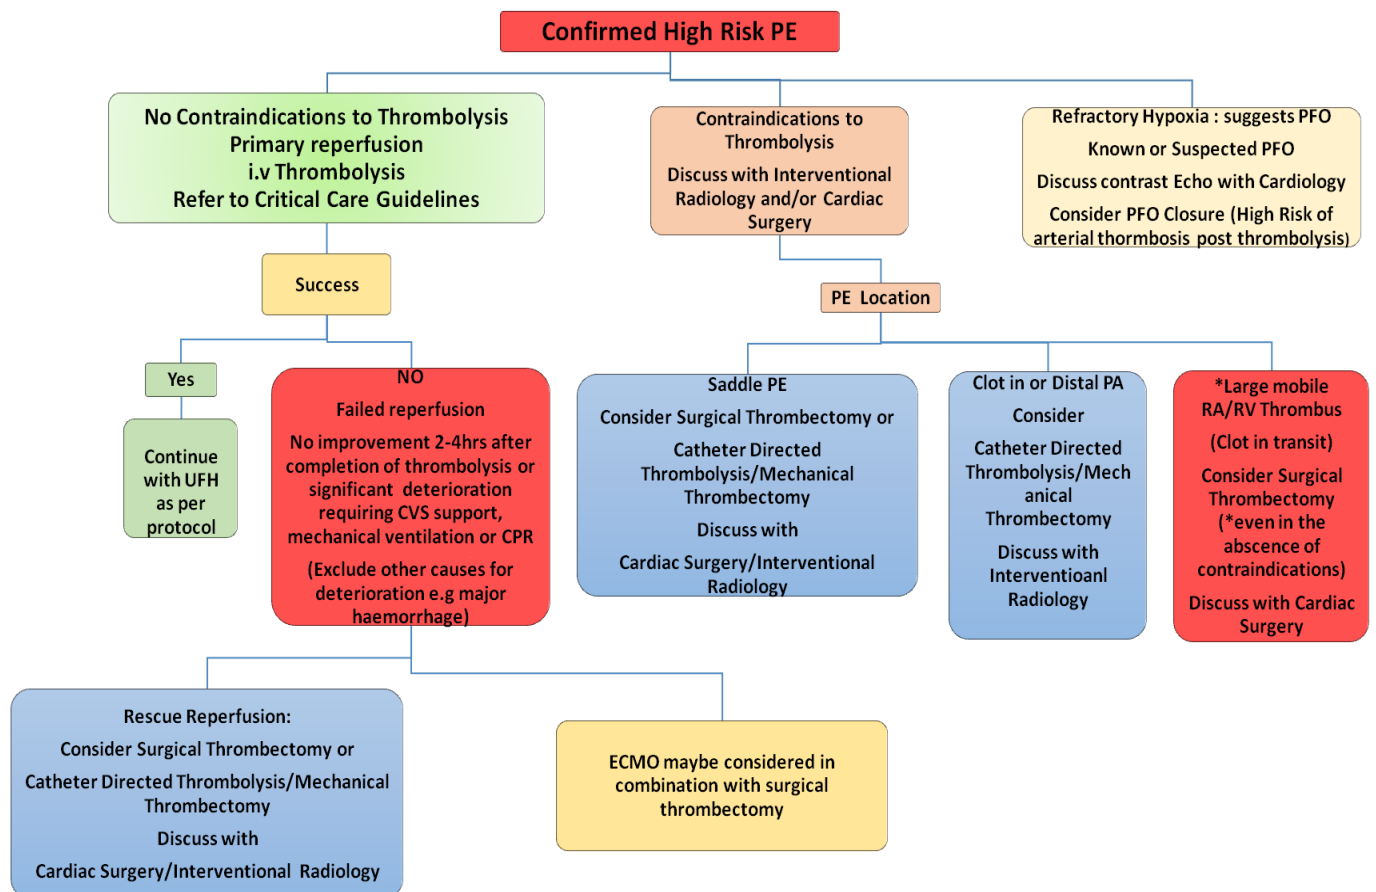 Confirmed High Risk PE
No Contraindications to Thrombolysis
Primary reperfusion
i.v Thrombolysis
Refer to Critical Care Guidelines
Contraindications to
Thrombolysis
Discuss with Interventional
Radiology and/or Cardiac
Surgery
Refractory Hypoxia : suggests PFO
Known or Suspected PFO
Discuss contrast Echo with Cardiology
Consider PFO Closure (High Risk of
arterial thormbosis post thrombolysis)
Success
PE Location
Yes
Continue
with UFH
as per
protocol
NO
Failed reperfusion
No improvement 2-4hrs after
completion of thrombolysis or
significant deterioration
requiring CVS support,
mechanical ventilation or CPR
(Exclude other causes for
deterioration e.g major
haemorrhage)
Saddle PE
Consider Surgical Thrombectomy or
Catheter Directed
Thrombolysis/Mechanical
Thrombectomy
Discuss with
Cardiac Surgery/Interventional
Radiology
Clot in or Distal PA
Consider
Catheter Directed
Thrombolysis/Mech
anical
Thrombectomy
Discuss with
Interventioanl
Radiology
*Large mobile
RA/RV Thrombus
(Clot in transit)
Consider Surgical
Thrombectomy
(*even in the
abscence of
contraindications)
Discuss with Cardiac
Surgery
Rescue Reperfusion:
Consider Surgical Thrombectomy or
Catheter Directed Thrombolysis/Mechanical
Thrombectomy
Discuss with
Cardiac Surgery/Interventional Radiology
ECMO maybe considered in
combination with surgical
thrombectomy